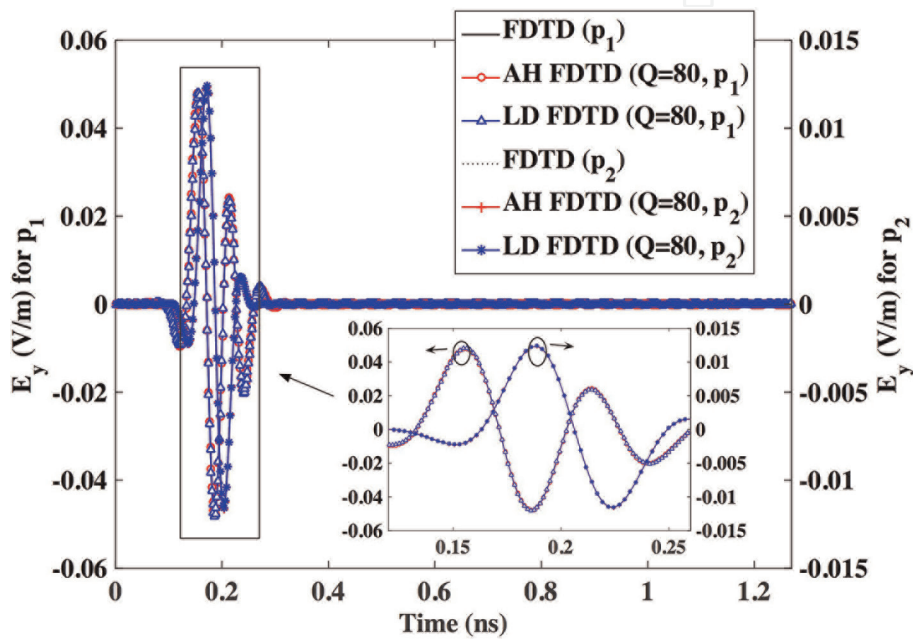 FDTD (p1)
AH FDTD (Q=80, p1)
LD FDTD (Q=80, p1)
FDTD (p2)
AH FDTD (Q=80, p2)
LD FDTD (Q=80, p2)
Ey (V/m) for p1
0.06
0.04
0.02
0
-0.02
-0.04
-0.06
0.015
0.01
0.005
0
-0.005
-0.01
-0.015
Ey (V/m) for p2
0.06
0.04
0.02
0
-0.02
-0.04
-0.06
0.015
0.01
0.005
0
-0.005
-0.01
-0.015
0.15 0.2 0.25
0 0.2 0.4 0.6 0.8 1 1.2
Time (ns)